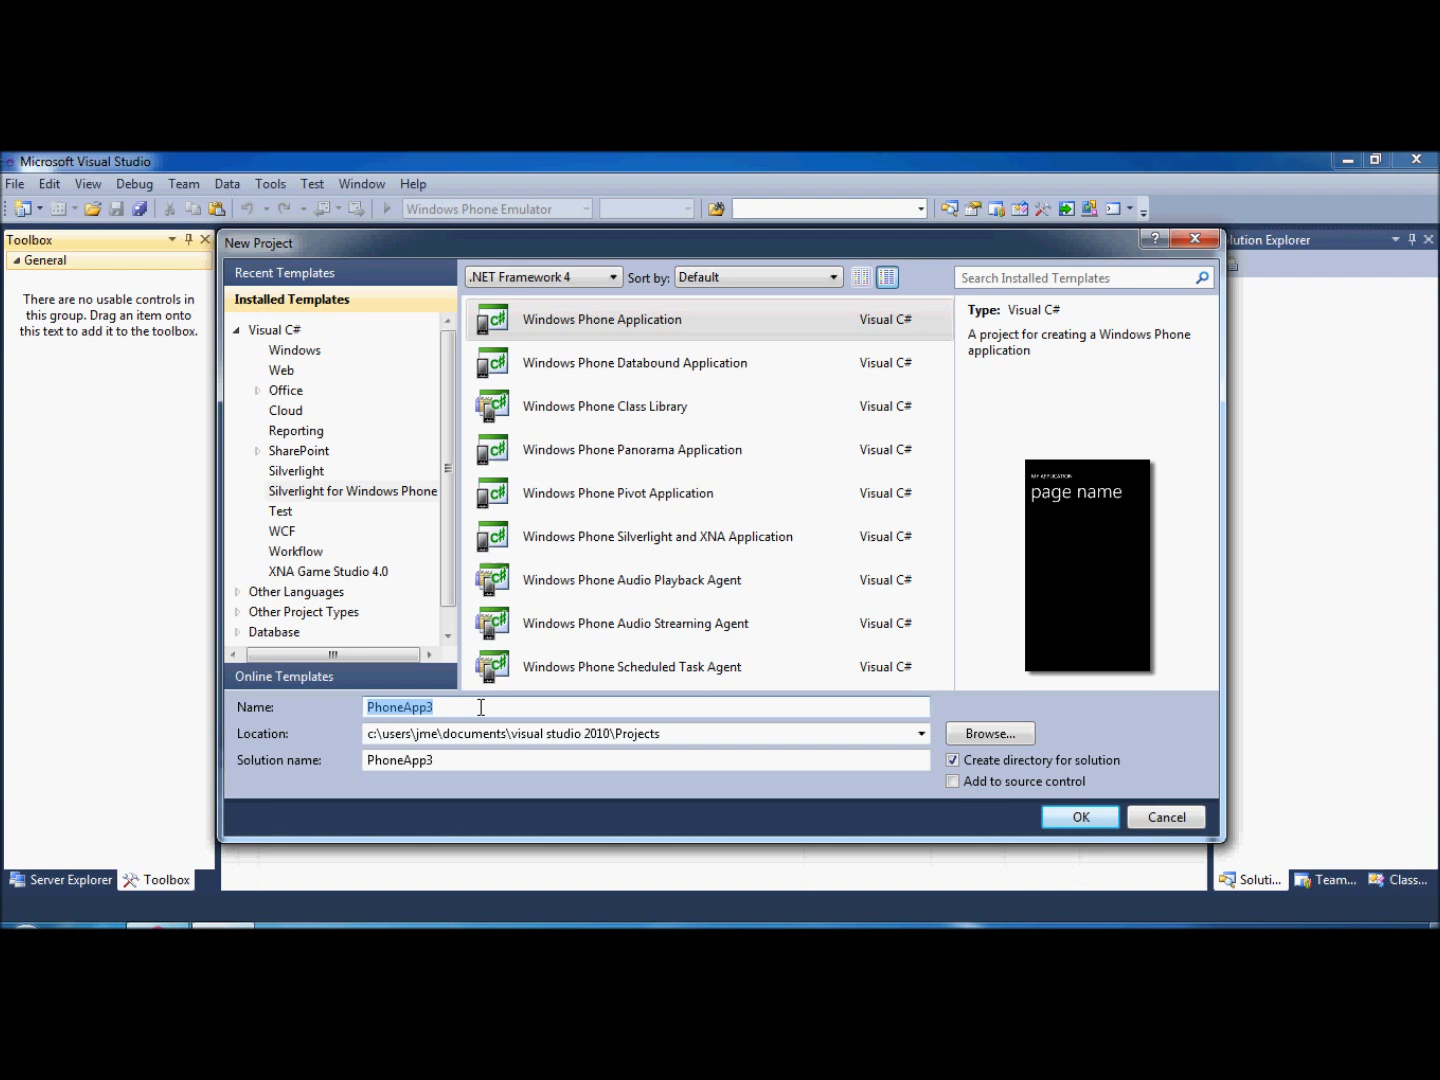 Microsoft Visual Studio
File Edit View Debug Team Data Tools Test Window Help
Windows Phone Emulator
Toolbox
General
There are no usable controls in
this group. Drag an item onto
this text to add it to the toolbox.
Server Explorer Toolbox
New Project
Recent Templates
Installed Templates
Visual C#
Windows
Web
Office
Cloud
Reporting
SharePoint
Silverlight
Silverlight for Windows Phone
Test
WCF
Workflow
XNA Game Studio 4.0
Other Languages
Other Project Types
Database
Online Templates
.NET Framework 4 Sort by: Default
Windows Phone Application Visual C#
Windows Phone Databound Application Visual C#
Windows Phone Class Library Visual C#
Windows Phone Panorama Application Visual C#
Windows Phone Pivot Application Visual C#
Windows Phone Silverlight and XNA Application Visual C#
Windows Phone Audio Playback Agent Visual C#
Windows Phone Audio Streaming Agent Visual C#
Windows Phone Scheduled Task Agent Visual C#
Search Installed Templates
Type: Visual C#
A project for creating a Windows Phone
application
MY APPLICATION
page name
Name: PhoneApp3
Location: c:\users\jme\documents\visual studio 2010\Projects
Browse...
Solution name: PhoneApp3
Create directory for solution
Add to source control
OK Cancel
lution Explorer
Soluti... Team... Class...